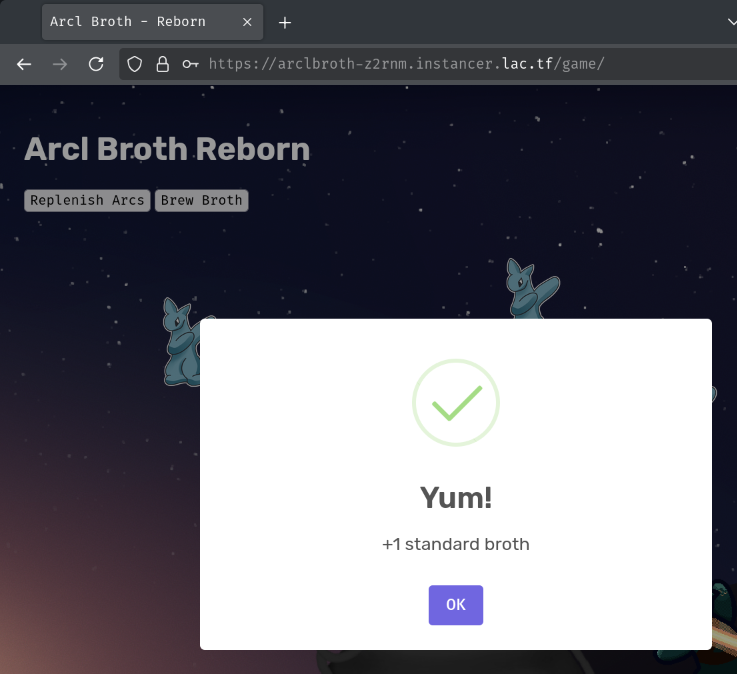 Arcl Broth - Reborn
https://arclbroth-z2rnm.instancer.lac.tf/game/
Arcl Broth Reborn
Replenish Arcs Brew Broth
Yum!
+1 standard broth
OK